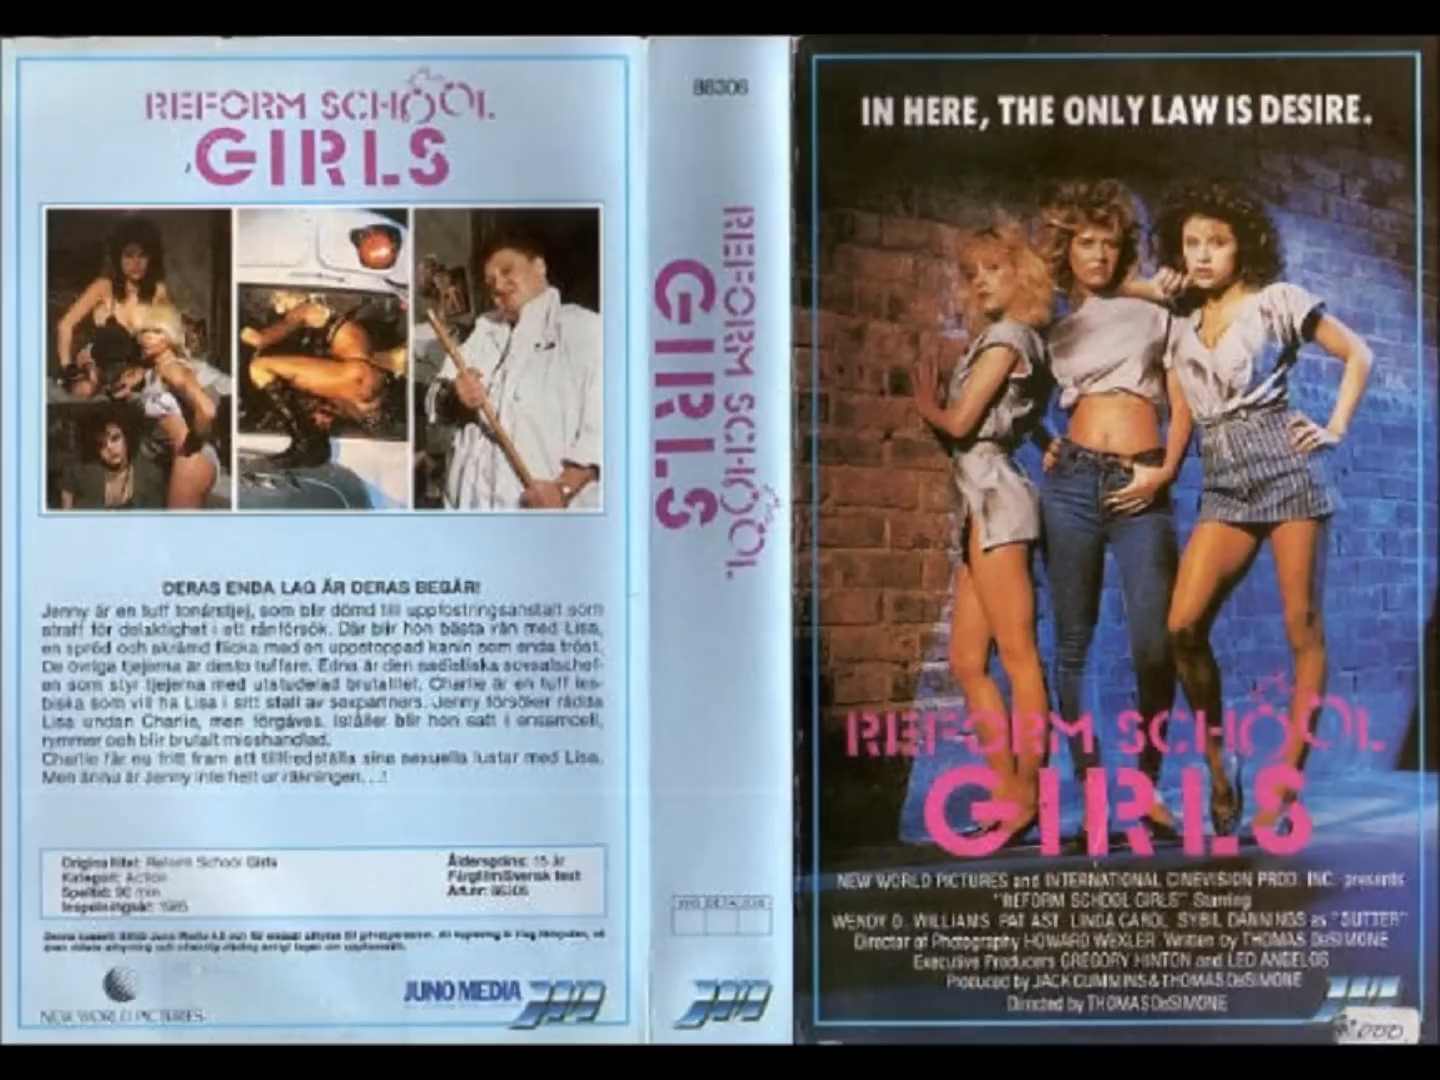 REFORM SCHOOL
GIRLS
DERAS ENDA LAG ÄR DERAS BEGÄR!
Jenny är en tuff tonårstjej, som blir dömd till uppfostringsanstalt som
straff för delaktighet i ett rånförsök. Där blir hon bästa vän med Lisa,
en spröd och skrämd flicka med en uppstoppad kanin som enda tröst.
De övriga tjejerna är desto tuffare. Edna är den sadistiska sovsalschef-
en som styr tjejerna med utstuderad brutalitet. Charlie är en tuff les-
biska som vill ha Lisa i sitt stall av sexpartners. Jenny försöker rädda
Lisa undan Charlie, men förgäves. Istället blir hon satt i ensamcell,
rymmer och blir brutalt misshandlad.
Charlie får nu fritt fram att tillfredställa sina sexuella lustar med Lisa.
Men ännu är Jenny inte helt ur räkningen...!
Originaltitel: Reform School Girls
Kategori: Action
Speltid: 90 min
Inspelningsår: 1985
Åldersgräns: 15 år
Färgfilm/Svensk text
Art.nr: 86306
NEW WORLD PICTURES
JUNO MEDIA
86306
REFORM SCHOOL
GIRLS
IN HERE, THE ONLY LAW IS DESIRE.
REFORM SCHOOL
GIRLS
NEW WORLD PICTURES and INTERNATIONAL CINEVISION PROD. INC. presents
"REFORM SCHOOL GIRLS" Starring
WENDY O. WILLIAMS PAT AST LINDA CAROL SYBIL DANNINGS as "SUTTER"
Director of Photography HOWARD WEXLER Written by THOMAS DeSIMONE
Executive Producers GREGORY HINTON and LEO ANGELOS
Produced by JACK CUMMINS & THOMAS DeSIMONE
Directed by THOMAS DeSIMONE